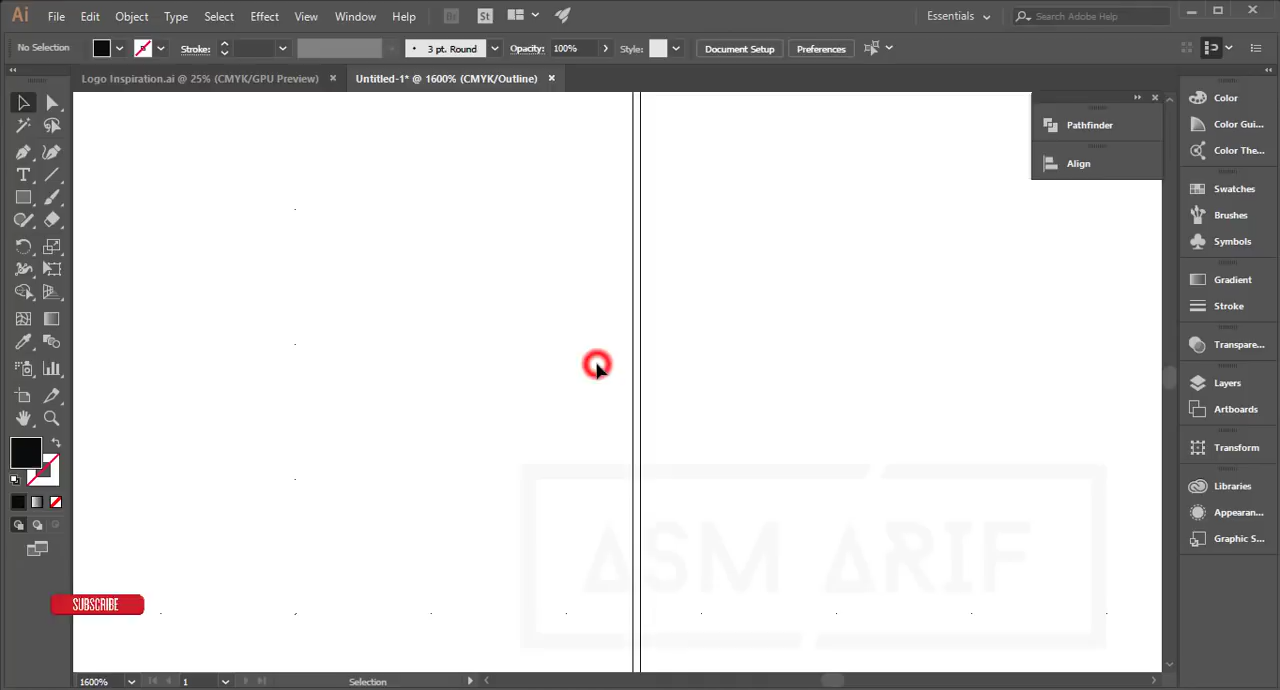 Ai File Edit Object Type Select Effect View Window Help Br St Essentials Search Adobe Help
No Selection Stroke: 3 pt. Round Opacity: 100% Style: Document Setup Preferences
Logo Inspiration.ai @ 25% (CMYK/GPU Preview) × Untitled-1* @ 1600% (CMYK/Outline) ×
Pathfinder
Align
Color
Color Gui...
Color The...
Swatches
Brushes
Symbols
Gradient
Stroke
Transpare...
Layers
Artboards
Transform
Libraries
Appearan...
Graphic S...
T
ASM ARIF
SUBSCRIBE
1600% 1 Selection